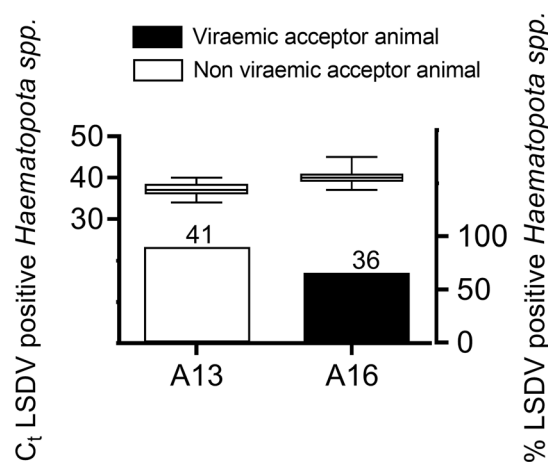 Viraemic acceptor animal
Non viraemic acceptor animal
Cₜ LSDV positive Haematopota spp.
50
40
30
41
36
100
50
0
A13
A16
% LSDV positive Haematopota spp.